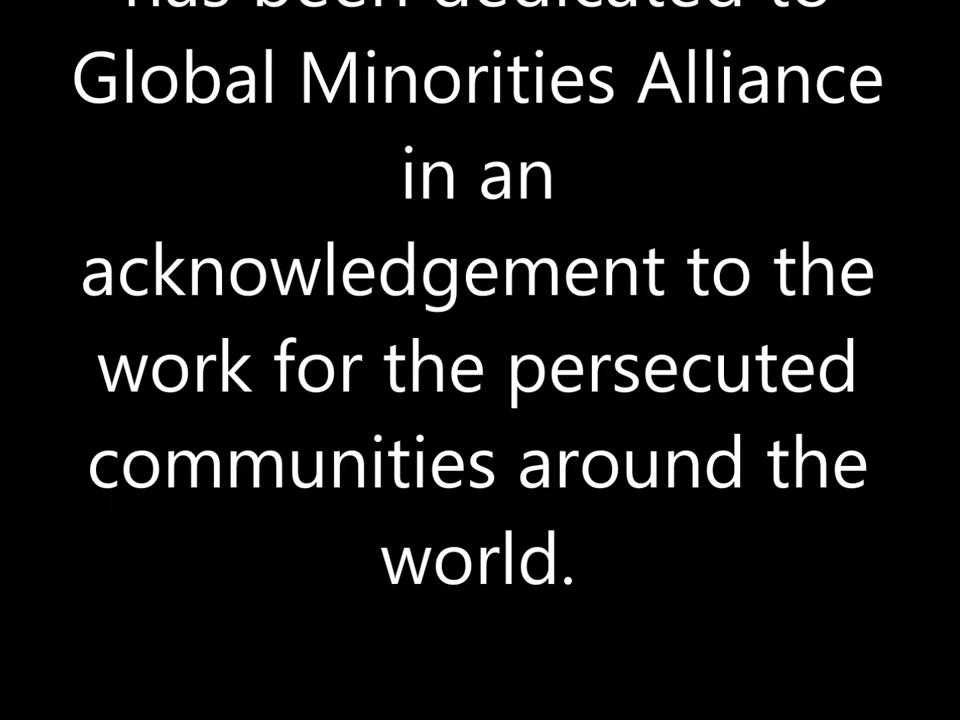 has been dedicated to
Global Minorities Alliance
in an
acknowledgement to the
work for the persecuted
communities around the
world.